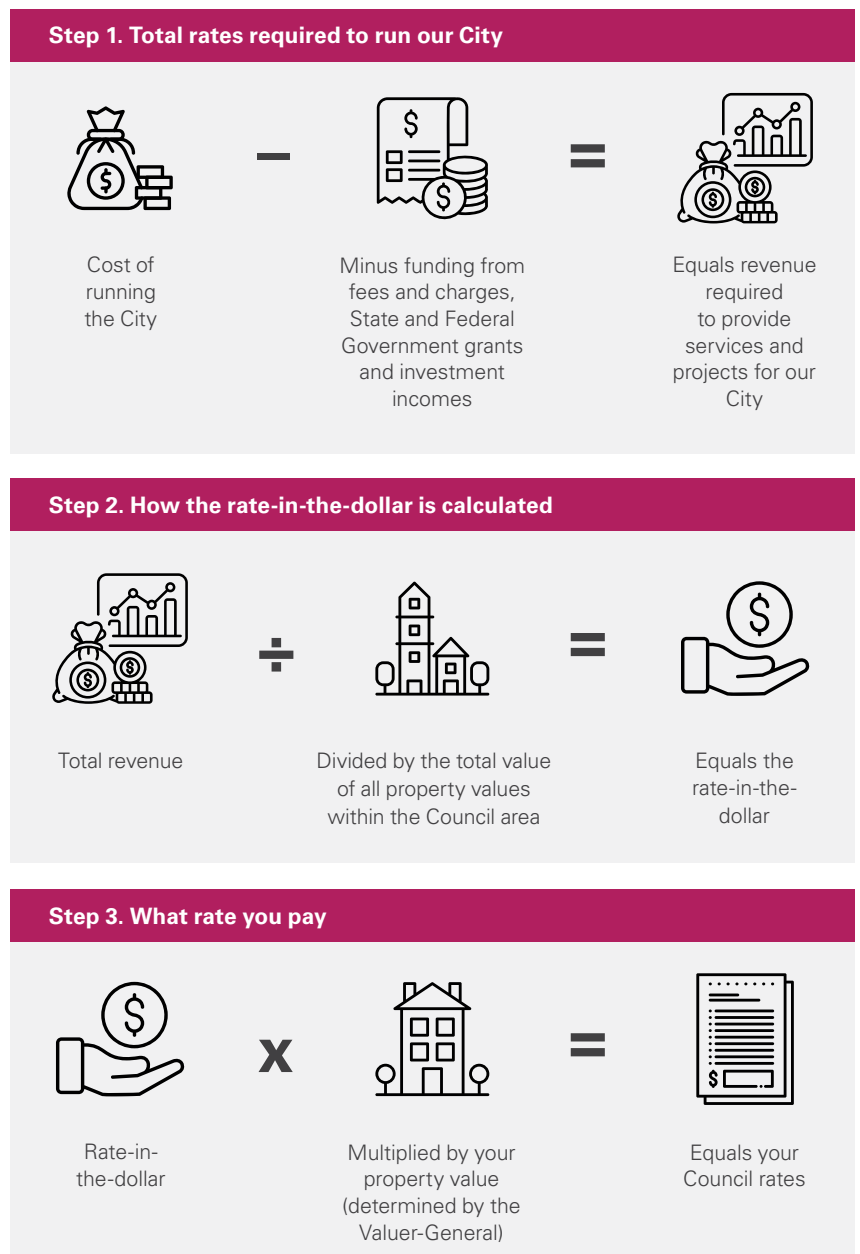 Step 1. Total rates required to run our City
$
$
$
$
$
Cost of
running
the City
Minus funding from
fees and charges,
State and Federal
Government grants
and investment
incomes
Equals revenue
required
to provide
services and
projects for our
City
Step 2. How the rate-in-the-dollar is calculated
$
$
$
Total revenue
Divided by the total value
of all property values
within the Council area
Equals the
rate-in-the-
dollar
Step 3. What rate you pay
$
x
$
Rate-in-
the-dollar
Multiplied by your
property value
(determined by the
Valuer-General)
Equals your
Council rates